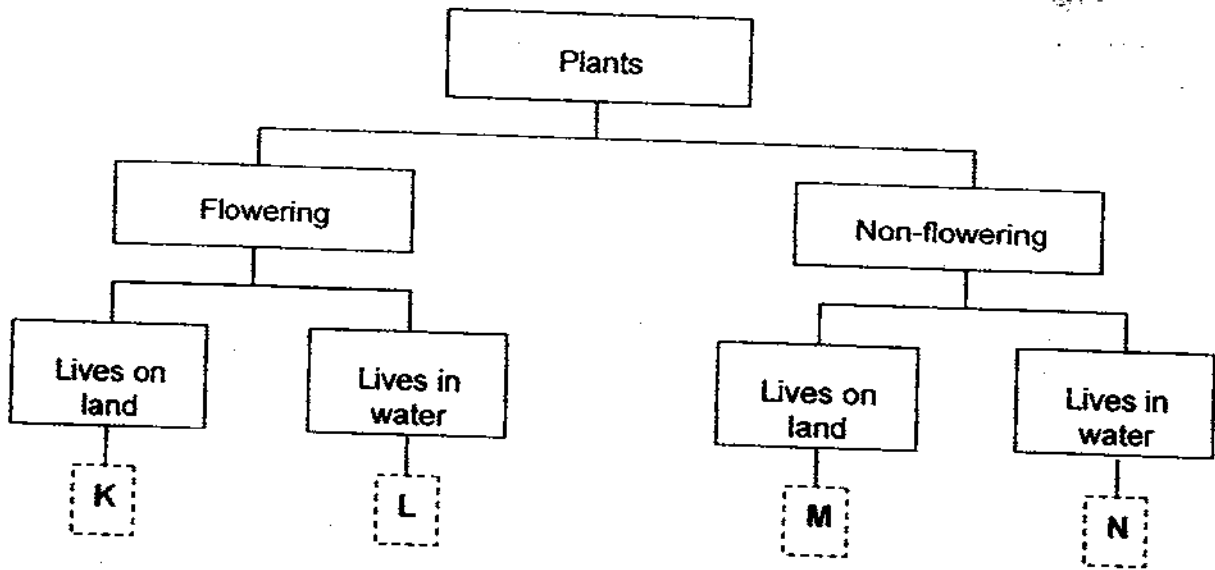 Plants
Flowering
Non-flowering
Lives on
land
Lives in
water
Lives on
land
Lives in
water
K
L
M
N